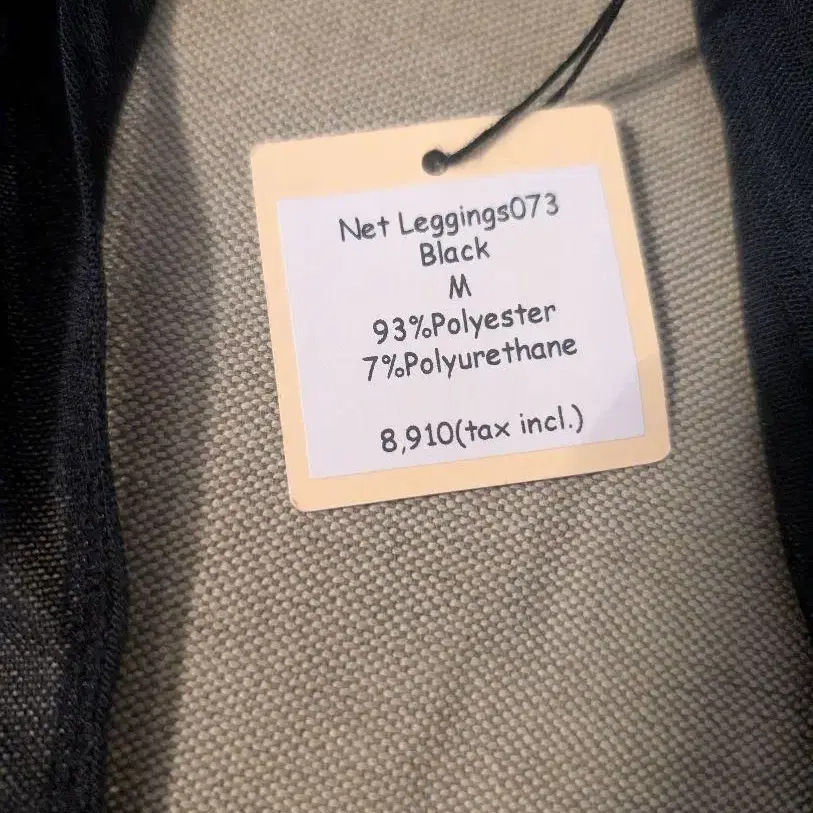 Net Leggings073
Black
M
93%Polyester
7%Polyurethane
8,910(tax incl.)